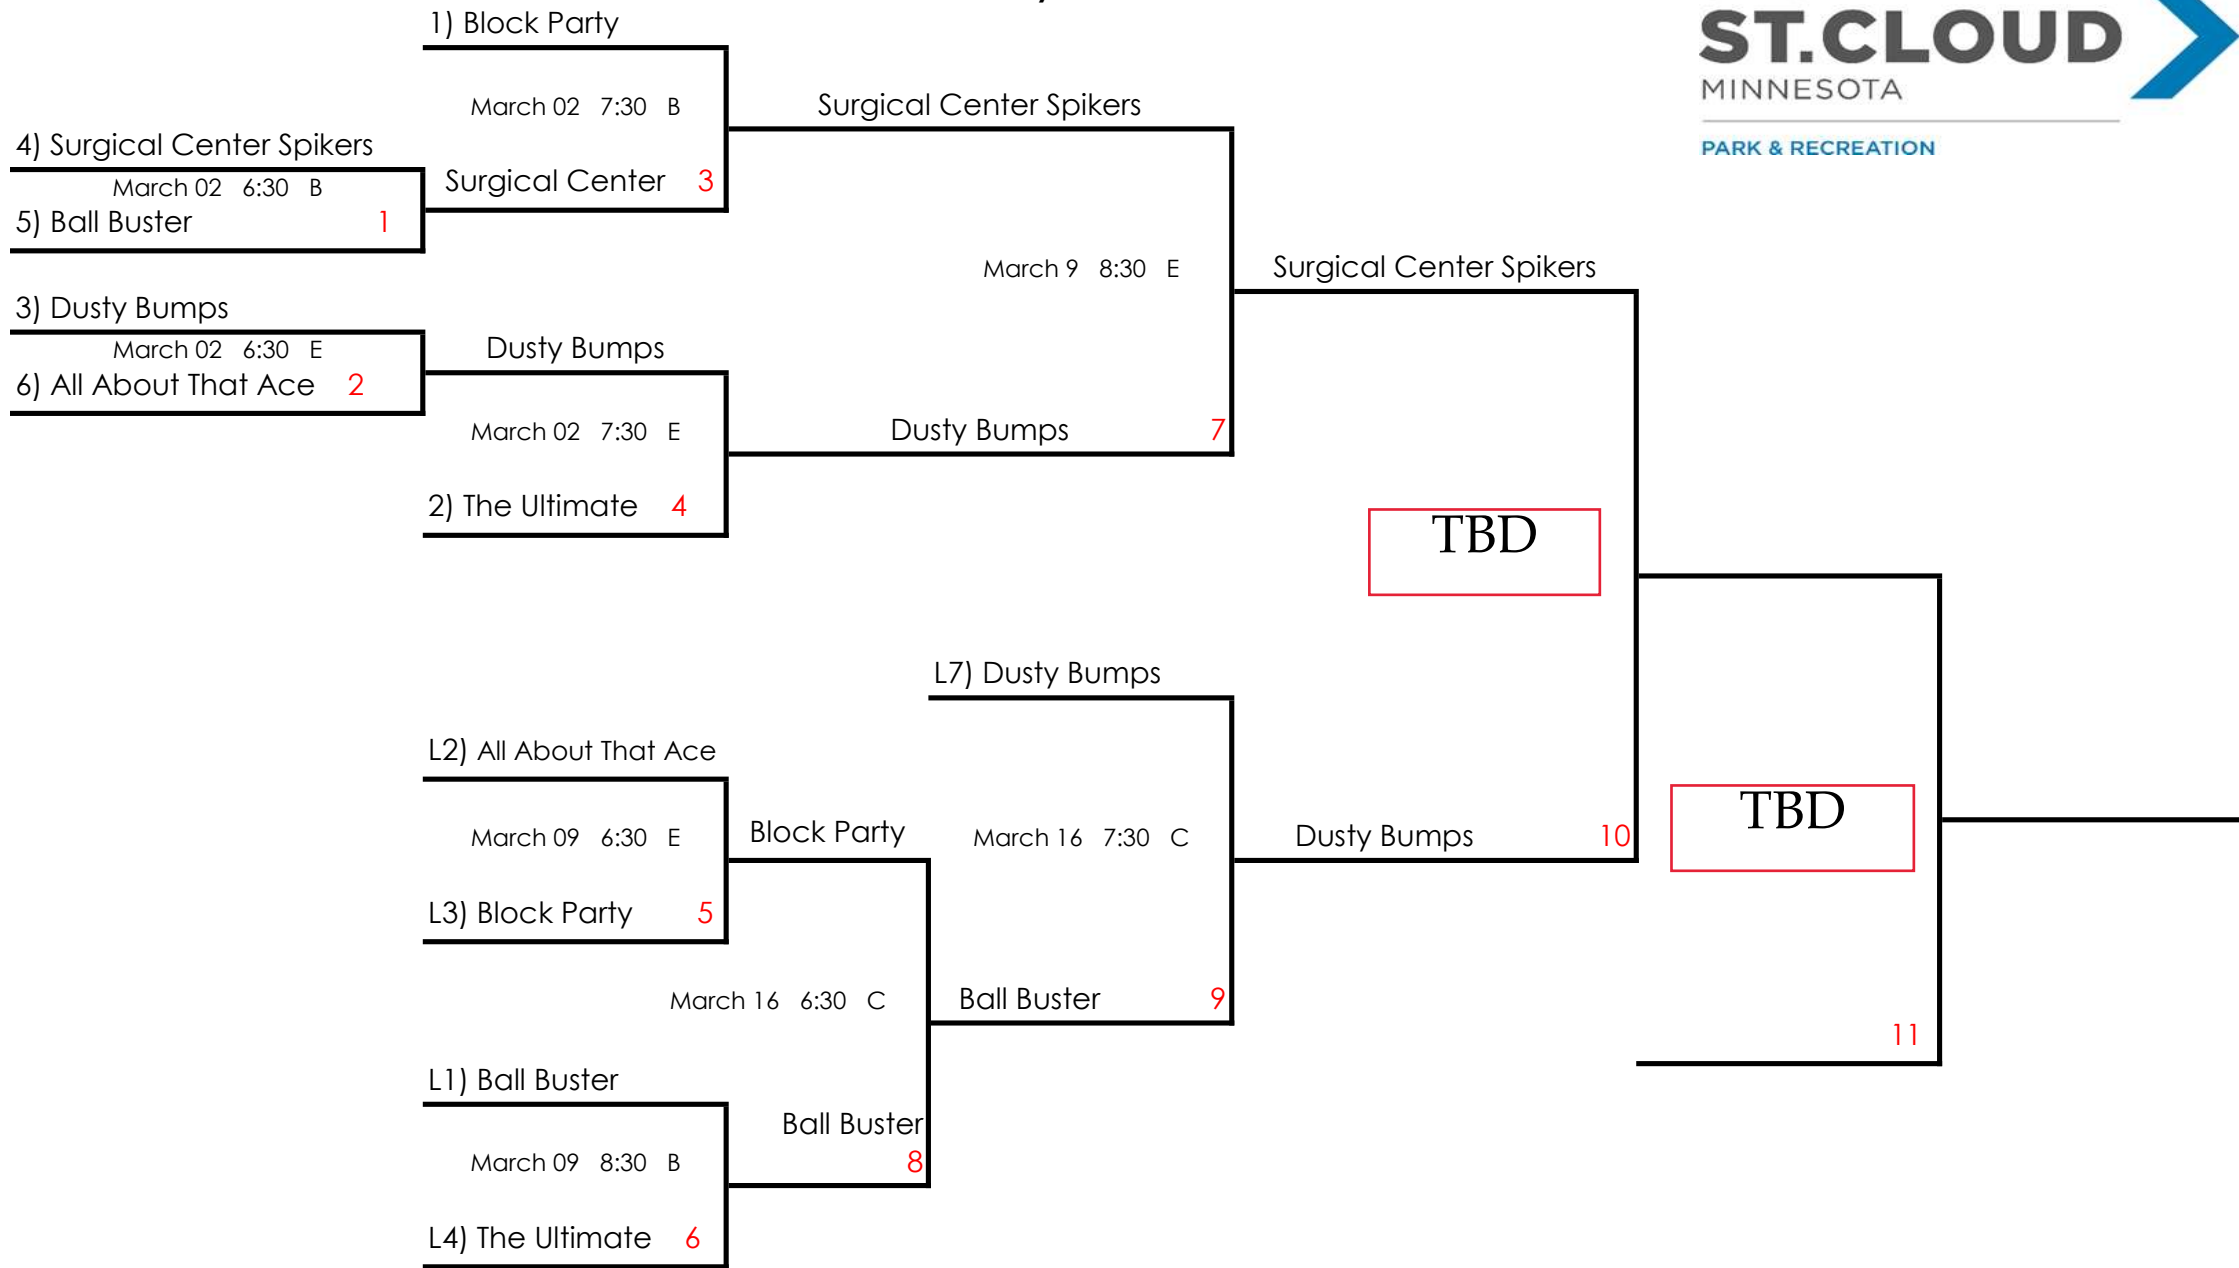 1) Block Party
ST.CLOUD
MINNESOTA
PARK & RECREATION
March 02 7:30 B
Surgical Center Spikers
4) Surgical Center Spikers
March 02 6:30 B
Surgical Center 3
5) Ball Buster 1
March 9 8:30 E
Surgical Center Spikers
3) Dusty Bumps
March 02 6:30 E
Dusty Bumps
6) All About That Ace 2
March 02 7:30 E
Dusty Bumps 7
2) The Ultimate 4
TBD
L7) Dusty Bumps
L2) All About That Ace
March 09 6:30 E
Block Party
March 16 7:30 C
Dusty Bumps 10
TBD
L3) Block Party 5
March 16 6:30 C
Ball Buster 9
11
L1) Ball Buster
Ball Buster
March 09 8:30 B
8
L4) The Ultimate 6